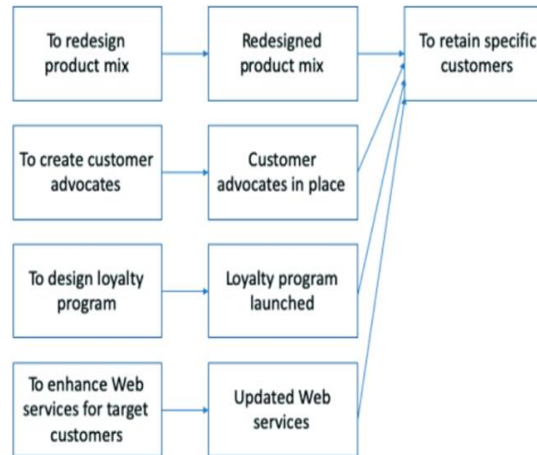 To redesign
product mix
Redesigned
product mix
To retain specific
customers
To create customer
advocates
Customer
advocates in place
To design loyalty
program
Loyalty program
launched
To enhance Web
services for target
customers
Updated Web
services